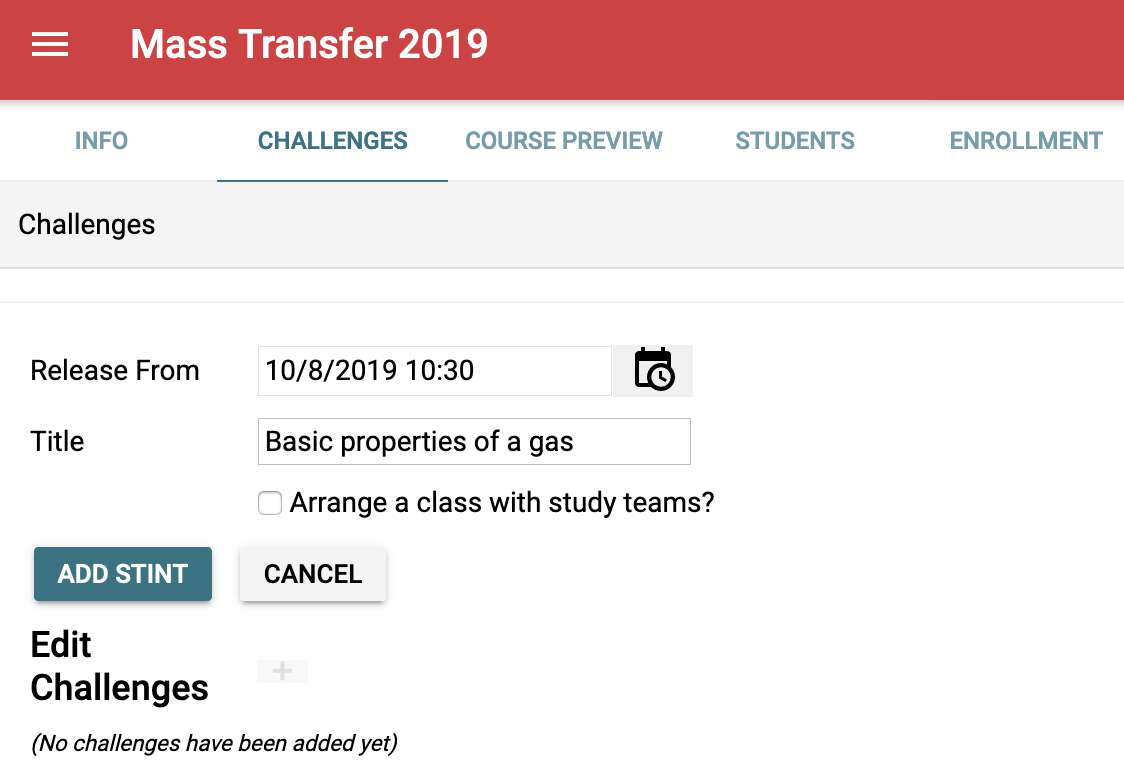 Mass Transfer 2019
INFO CHALLENGES COURSE PREVIEW STUDENTS ENROLLMENT
Challenges
Release From 10/8/2019 10:30
Title Basic properties of a gas
Arrange a class with study teams?
ADD STINT CANCEL
Edit
Challenges
+
(No challenges have been added yet)